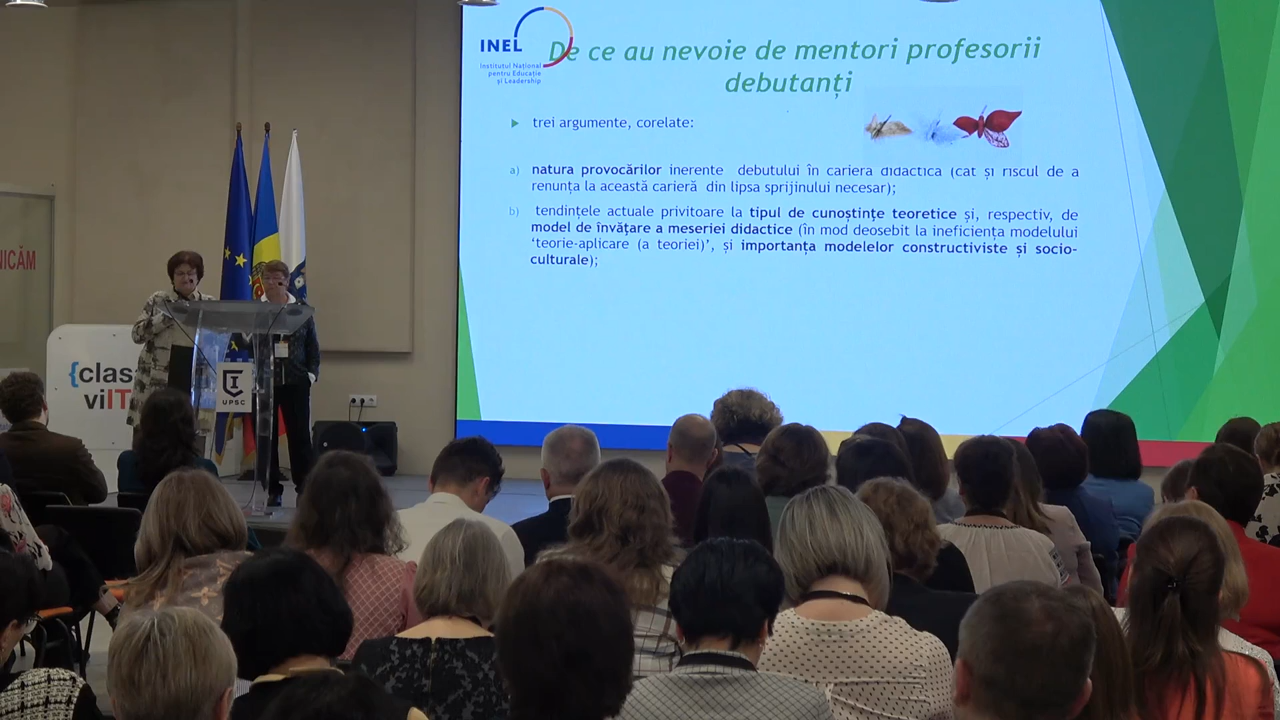 INEL
Institutul Național
pentru Educație
și Leadership
De ce au nevoie de mentori profesorii
debutanți
trei argumente, corelate:
a) natura provocărilor inerente debutului în cariera didactica (cat și riscul de a
renunța la această carieră din lipsa sprijinului necesar);
b) tendințele actuale privitoare la tipul de cunoștințe teoretice și, respectiv, de
model de învățare a meseriei didactice (în mod deosebit la ineficiența modelului
‘teorie-aplicare (a teoriei)’, și importanța modelelor constructiviste și socio-
culturale);
NICĂM
{clas
viIT
UPSC